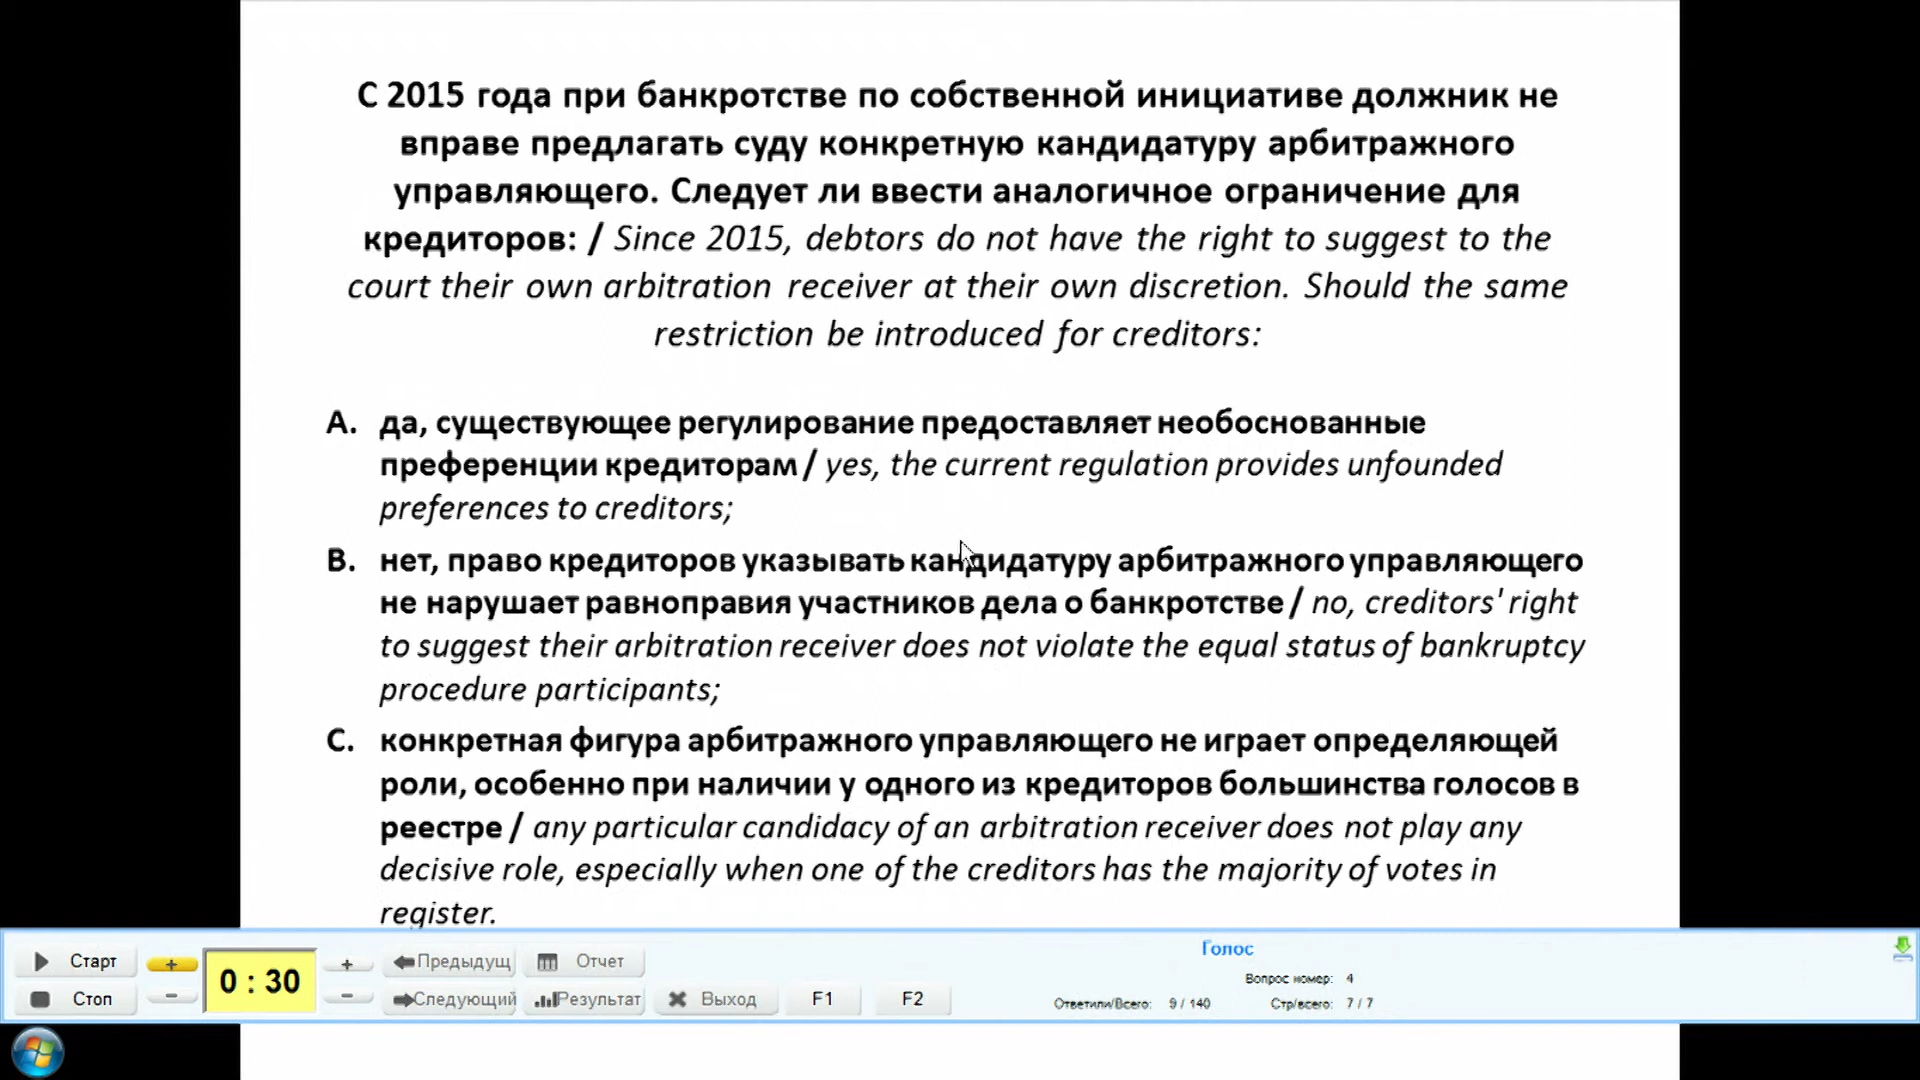 С 2015 года при банкротстве по собственной инициативе должник не
вправе предлагать суду конкретную кандидатуру арбитражного
управляющего. Следует ли ввести аналогичное ограничение для
кредиторов: / Since 2015, debtors do not have the right to suggest to the
court their own arbitration receiver at their own discretion. Should the same
restriction be introduced for creditors:
A. да, существующее регулирование предоставляет необоснованные
преференции кредиторам / yes, the current regulation provides unfounded
preferences to creditors;
B. нет, право кредиторов указывать кандидатуру арбитражного управляющего
не нарушает равноправия участников дела о банкротстве / no, creditors' right
to suggest their arbitration receiver does not violate the equal status of bankruptcy
procedure participants;
C. конкретная фигура арбитражного управляющего не играет определяющей
роли, особенно при наличии у одного из кредиторов большинства голосов в
реестре / any particular candidacy of an arbitration receiver does not play any
decisive role, especially when one of the creditors has the majority of votes in
register.
Старт + 0 : 30 + Предыдущ Отчет
Стоп - - Следующий Результат Выход F1 F2
Голос
Вопрос номер: 4
Ответили/Всего: 9 / 140 Стр/всего: 7 / 7